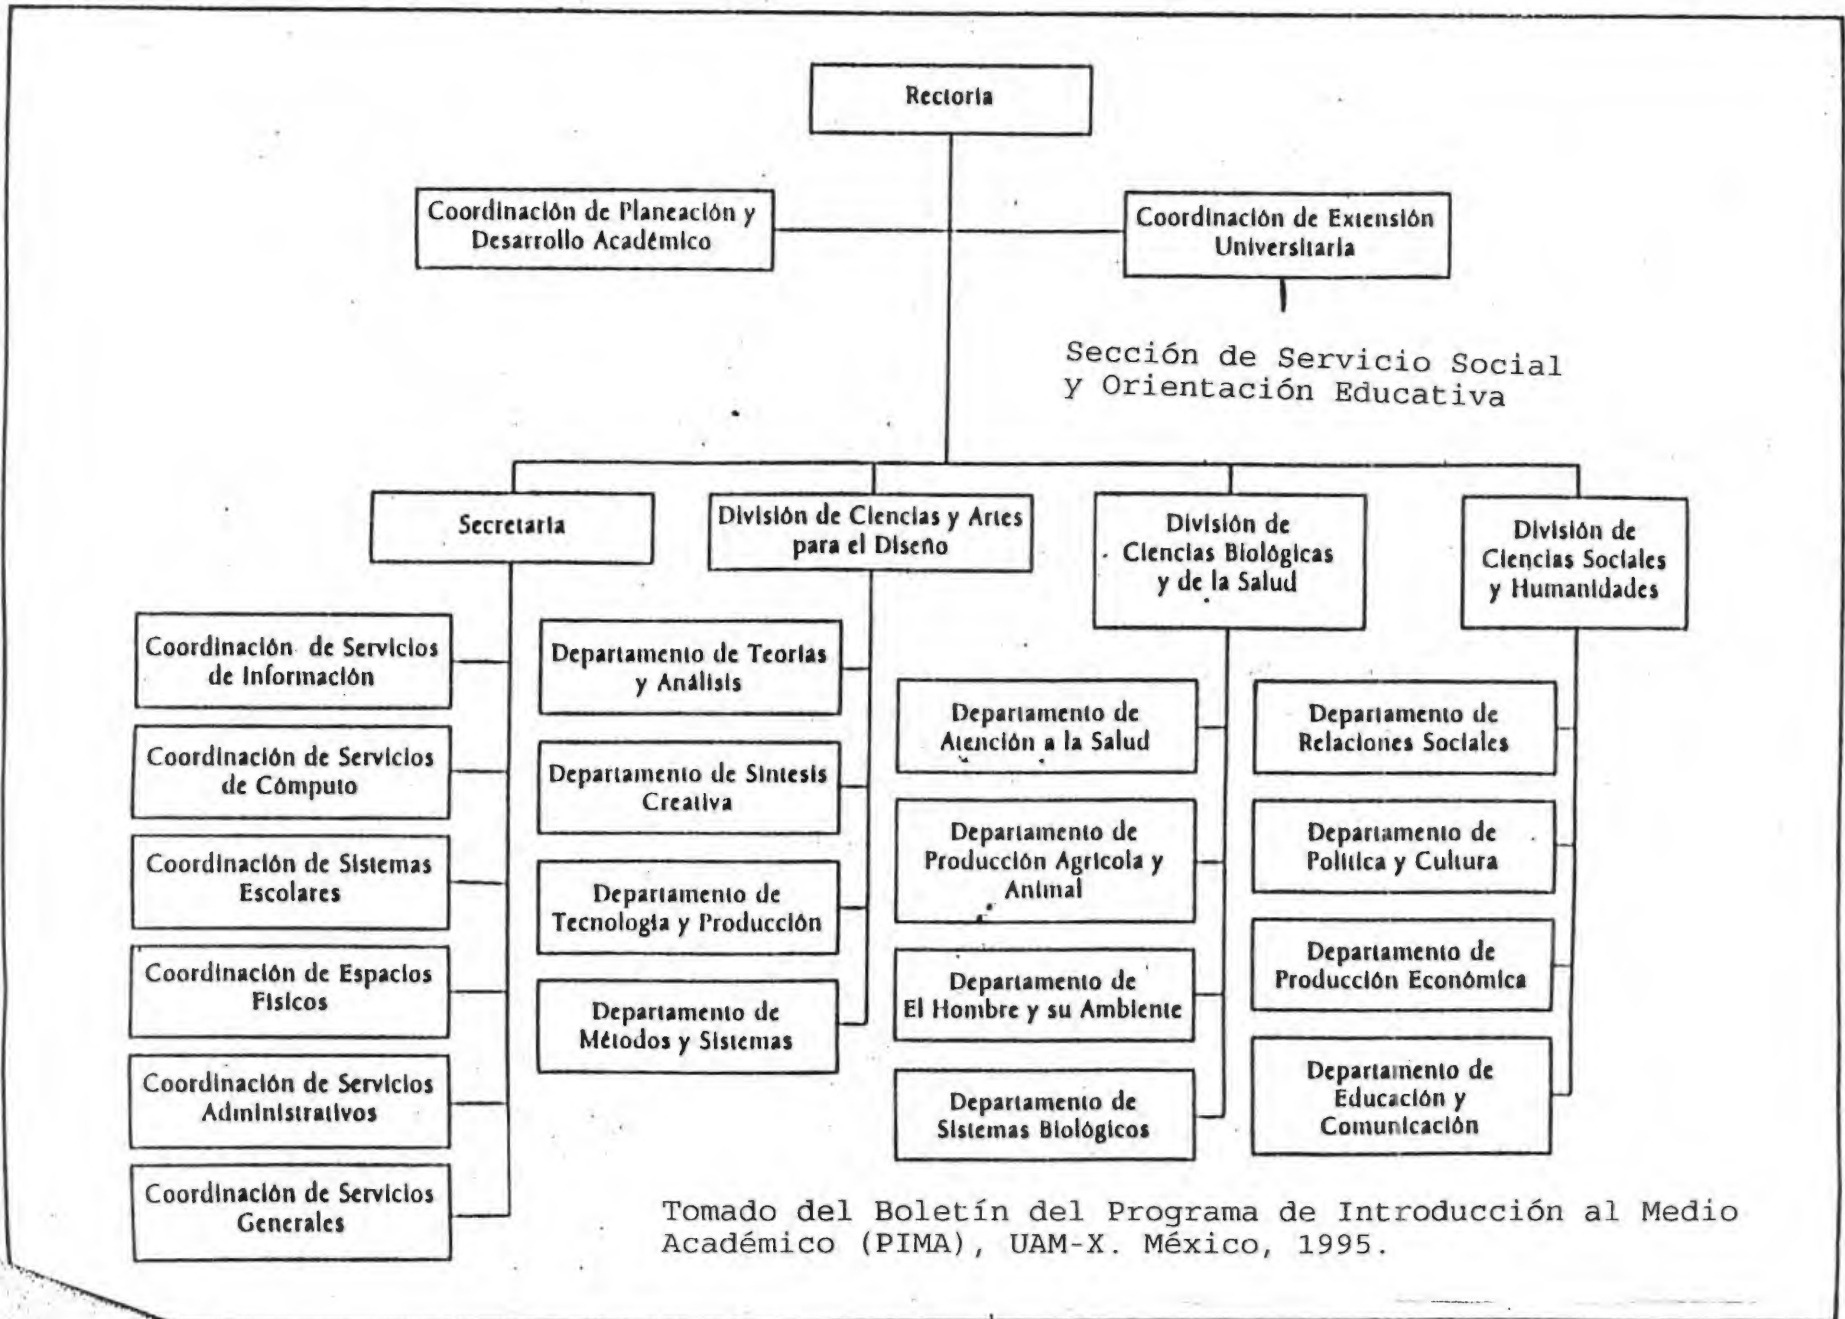 Rectoría
Coordinación de Planeación y
Desarrollo Académico
Coordinación de Extensión
Universitaria
Sección de Servicio Social
y Orientación Educativa
Secretaría
División de Ciencias y Artes
para el Diseño
División de
Ciencias Biológicas
y de la Salud
División de
Ciencias Sociales
y Humanidades
Coordinación de Servicios
de Información
Coordinación de Servicios
de Cómputo
Coordinación de Sistemas
Escolares
Coordinación de Espacios
Físicos
Coordinación de Servicios
Administrativos
Coordinación de Servicios
Generales
Departamento de Teorías
y Análisis
Departamento de Síntesis
Creativa
Departamento de
Tecnología y Producción
Departamento de
Métodos y Sistemas
Departamento de
Atención a la Salud
Departamento de
Producción Agrícola y
Animal
Departamento de
El Hombre y su Ambiente
Departamento de
Sistemas Biológicos
Departamento de
Relaciones Sociales
Departamento de
Política y Cultura
Departamento de
Producción Económica
Departamento de
Educación y
Comunicación
Tomado del Boletín del Programa de Introducción al Medio
Académico (PIMA), UAM-X. México, 1995.